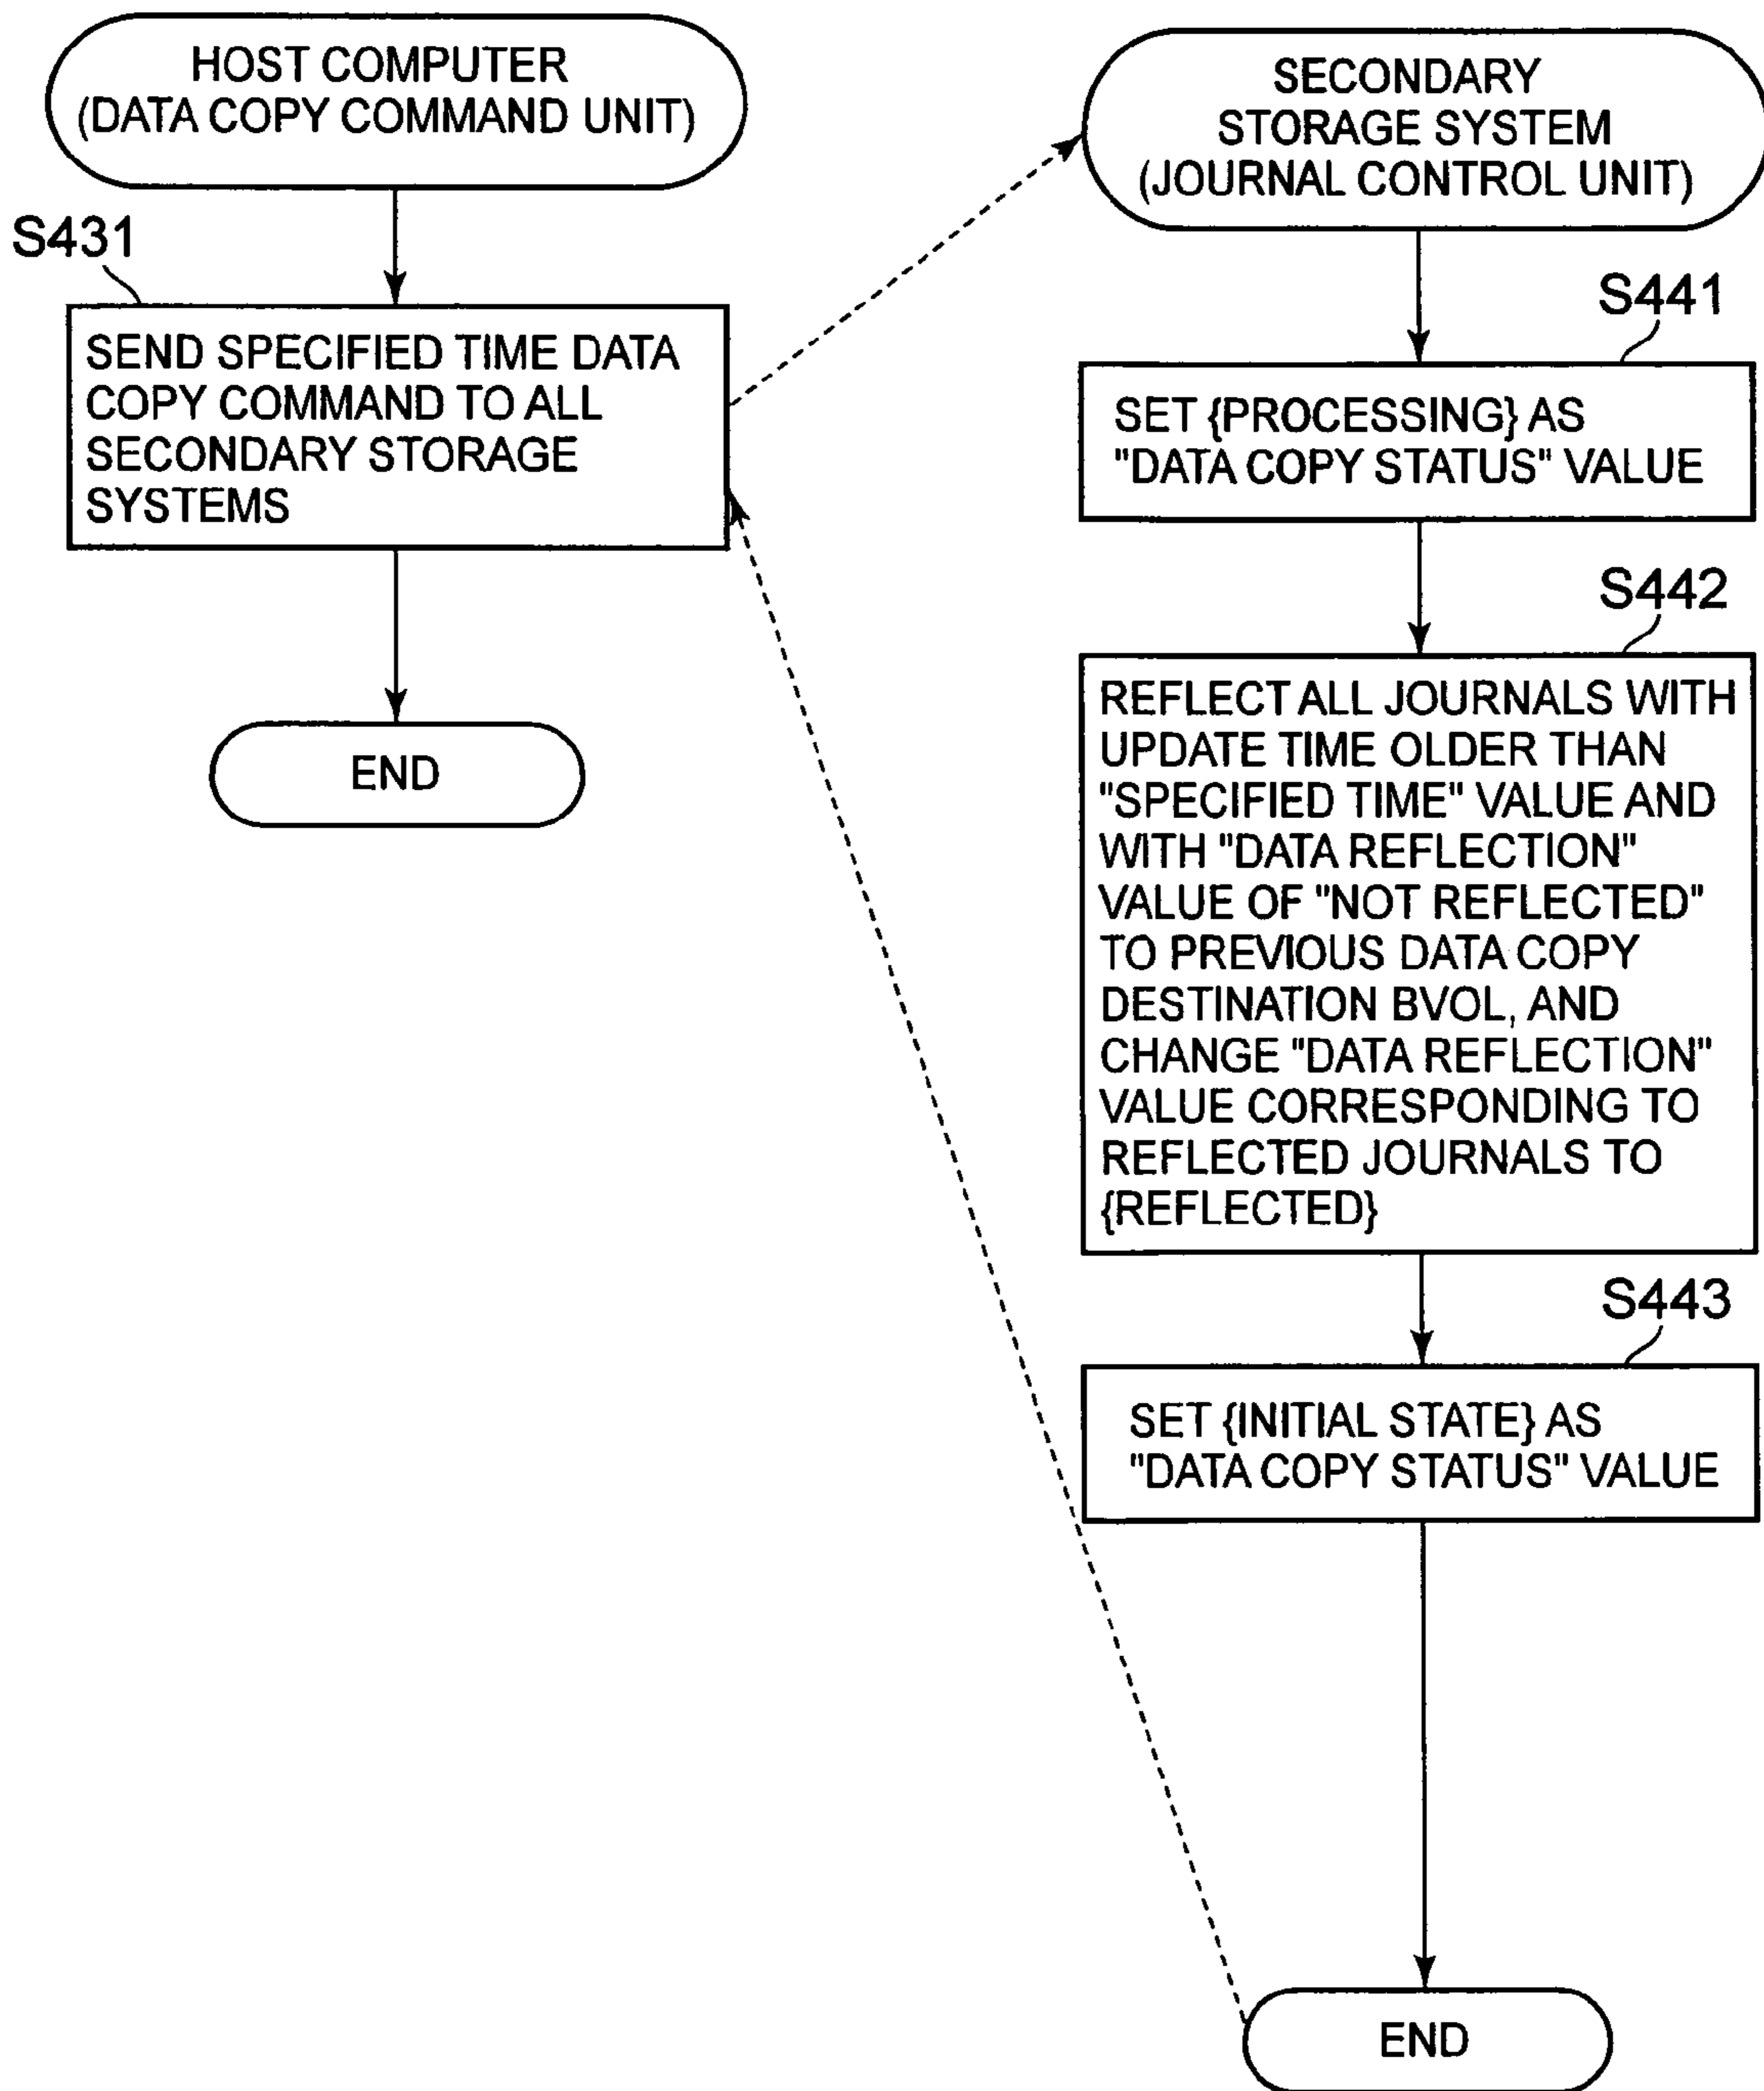 HOST COMPUTER
(DATA COPY COMMAND UNIT)
S431
SEND SPECIFIED TIME DATA
COPY COMMAND TO ALL
SECONDARY STORAGE
SYSTEMS
END
SECONDARY
STORAGE SYSTEM
(JOURNAL CONTROL UNIT)
S441
SET {PROCESSING} AS
"DATA COPY STATUS" VALUE
S442
REFLECT ALL JOURNALS WITH
UPDATE TIME OLDER THAN
"SPECIFIED TIME" VALUE AND
WITH "DATA REFLECTION"
VALUE OF "NOT REFLECTED"
TO PREVIOUS DATA COPY
DESTINATION BVOL, AND
CHANGE "DATA REFLECTION"
VALUE CORRESPONDING TO
REFLECTED JOURNALS TO
{REFLECTED}
S443
SET {INITIAL STATE} AS
"DATA COPY STATUS" VALUE
END